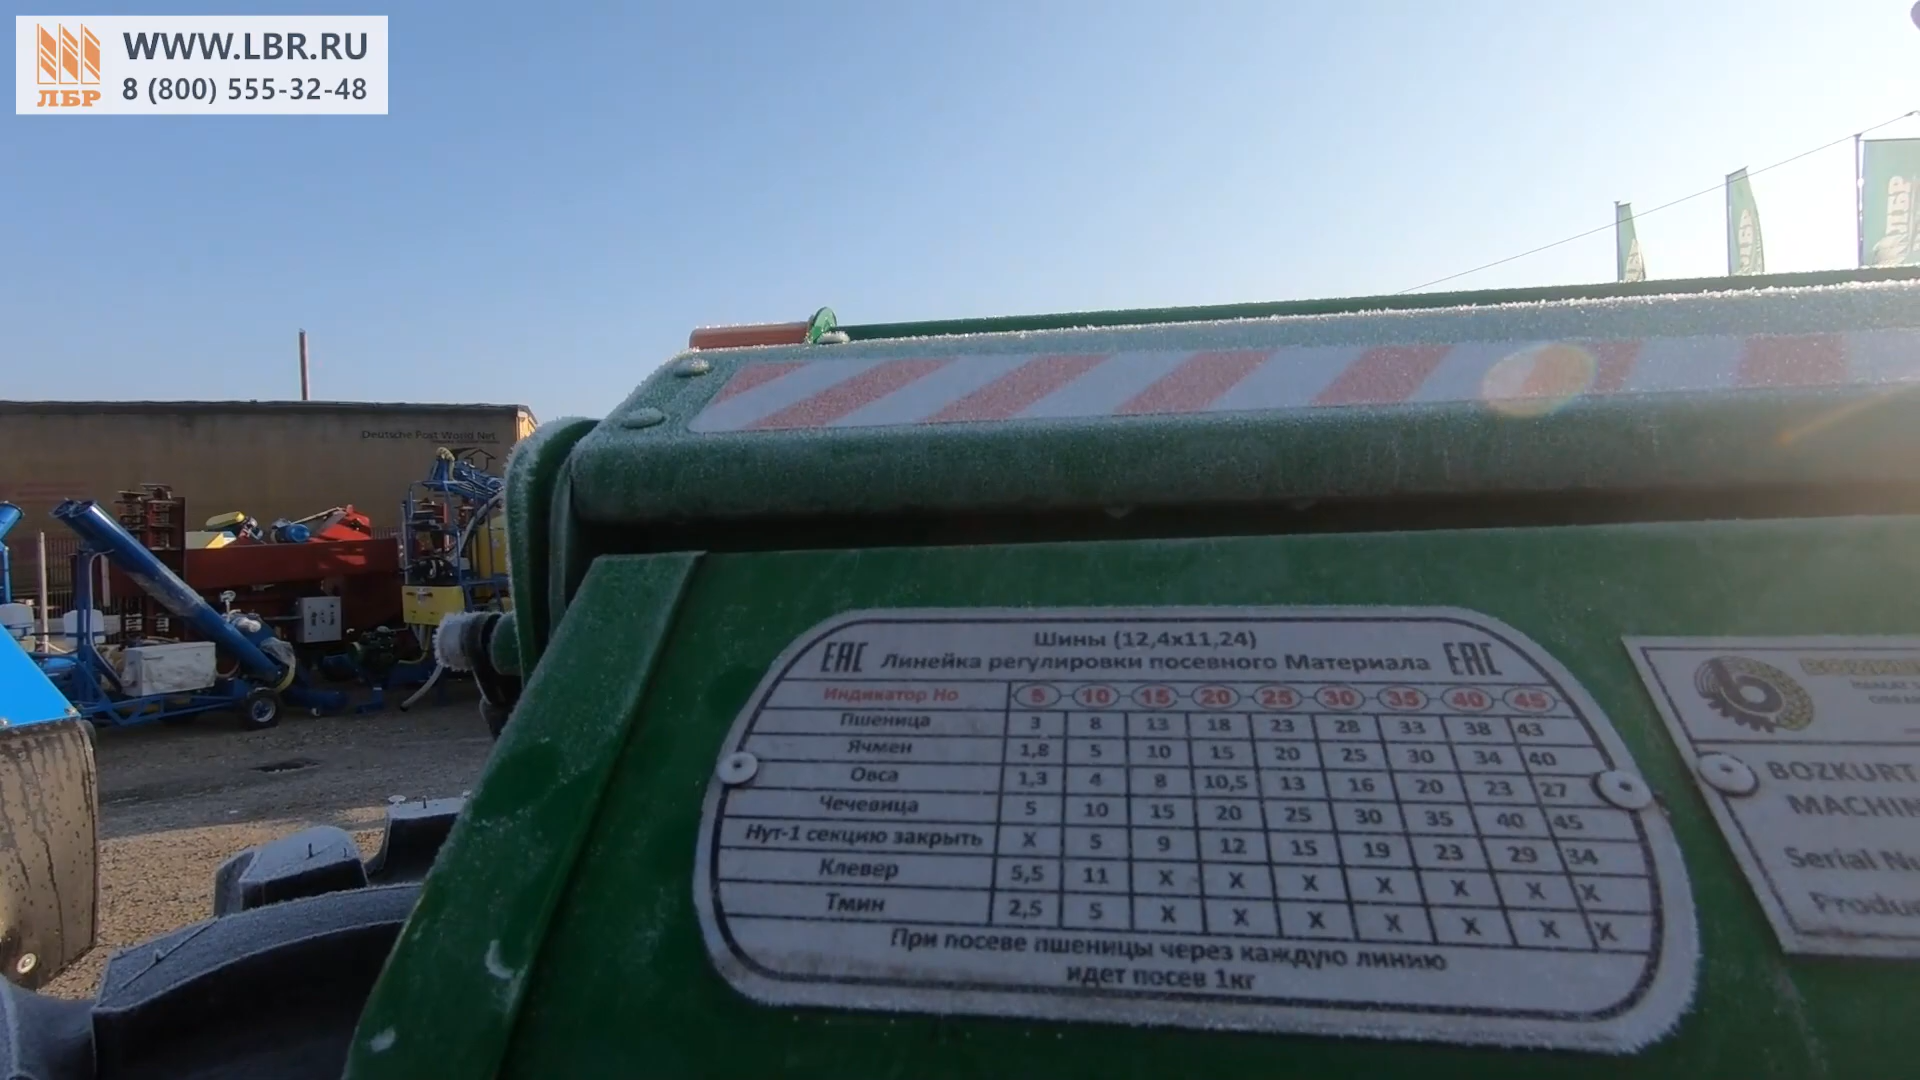 WWW.LBR.RU
ЛБР 8 (800) 555-32-48
ЛБР
Deutsche Post World Net
Шины (12,4x11,24)
EAC Линейка регулировки посевного Материала EAC
Индикатор Но 5 10 15 20 25 30 35 40 45
Пшеница 3 8 13 18 23 28 33 38 43
Ячмен 1,8 5 10 15 20 25 30 34 40
Овса 1,3 4 8 10,5 13 16 20 23 27
Чечевица 5 10 15 20 25 30 35 40 45
Нут-1 секцию закрыть X 5 9 12 15 19 23 29 34
Клевер 5,5 11 X X X X X X X
Тмин 2,5 5 X X X X X X X
При посеве пшеницы через каждую линию
идет посев 1кг
BOZKURT
MACHIN
Serial Nu
Produc